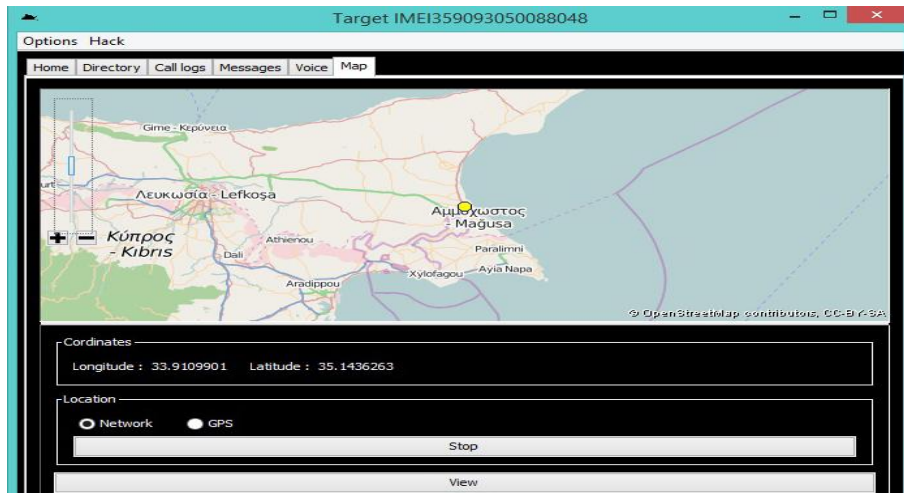 Target IMEI359093050088048
Options Hack
Home Directory Call logs Messages Voice Map
Girne - Κερύνεια
Λευκωσία - Lefkoşa
Αμμόχωστος
- Mağusa
Κύπρος
- Kıbrıs
Athienou
Dali
Paralimni
Xylofagou
Ayia Napa
Aradippou
© OpenStreetMap contributors, CC-BY-SA
Cordinates
Longitude : 33.9109901 Latitude : 35.1436263
Location
Network GPS
Stop
View